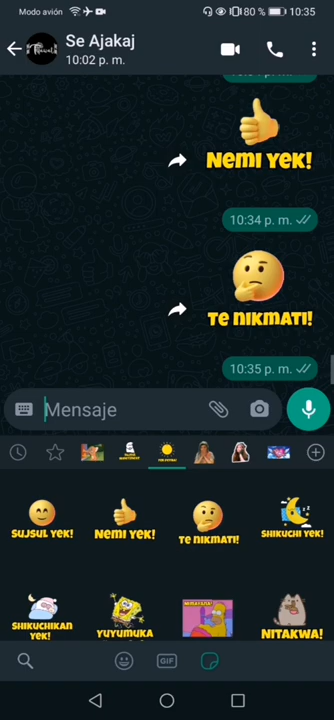 Modo avión
80 %
10:35
Se Ajakaj
10:02 p. m.
Nemi yek!
10:34 p. m.
Te nikmati!
10:35 p. m.
Mensaje
Sujsul yek!
Nemi yek!
Te nikmati!
Shikuchi yek!
Shikuchikan yek!
Yuyumuka
Nitakwa!
GIF